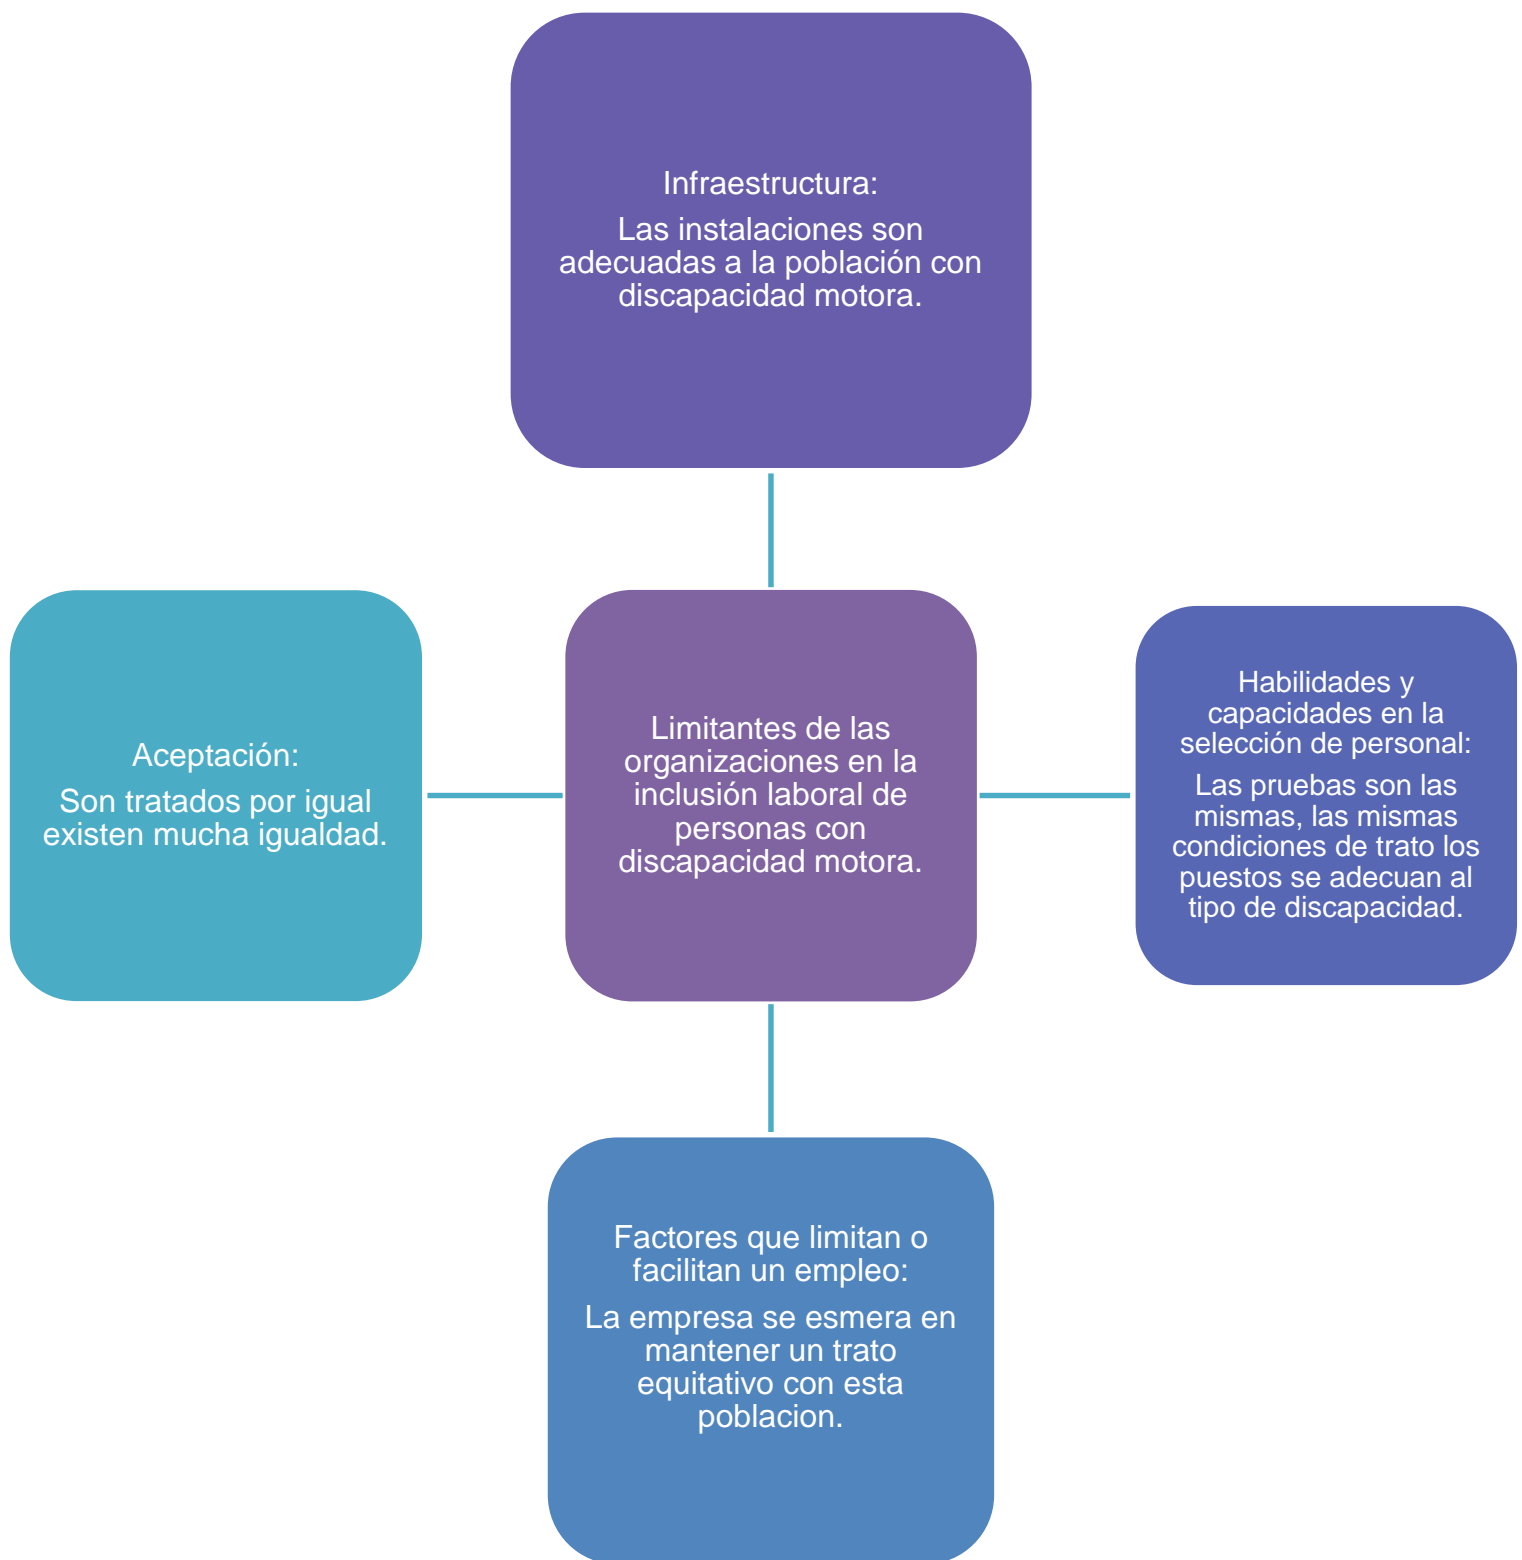 Infraestructura:
Las instalaciones son
adecuadas a la población con
discapacidad motora.
Aceptación:
Son tratados por igual
existen mucha igualdad.
Limitantes de las
organizaciones en la
inclusión laboral de
personas con
discapacidad motora.
Habilidades y
capacidades en la
selección de personal:
Las pruebas son las
mismas, las mismas
condiciones de trato los
puestos se adecuan al
tipo de discapacidad.
Factores que limitan o
facilitan un empleo:
La empresa se esmera en
mantener un trato
equitativo con esta
poblacion.